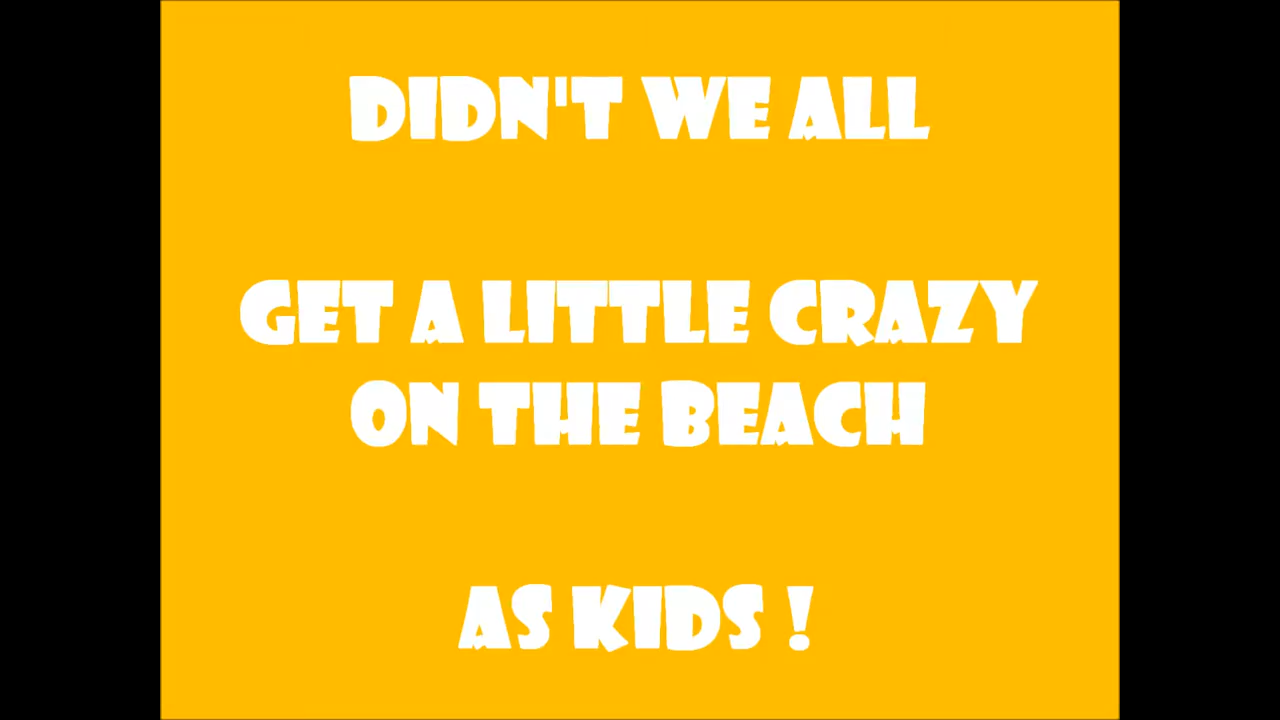 DIDN'T WE ALL
GET A LITTLE CRAZY
ON THE BEACH
AS KIDS !